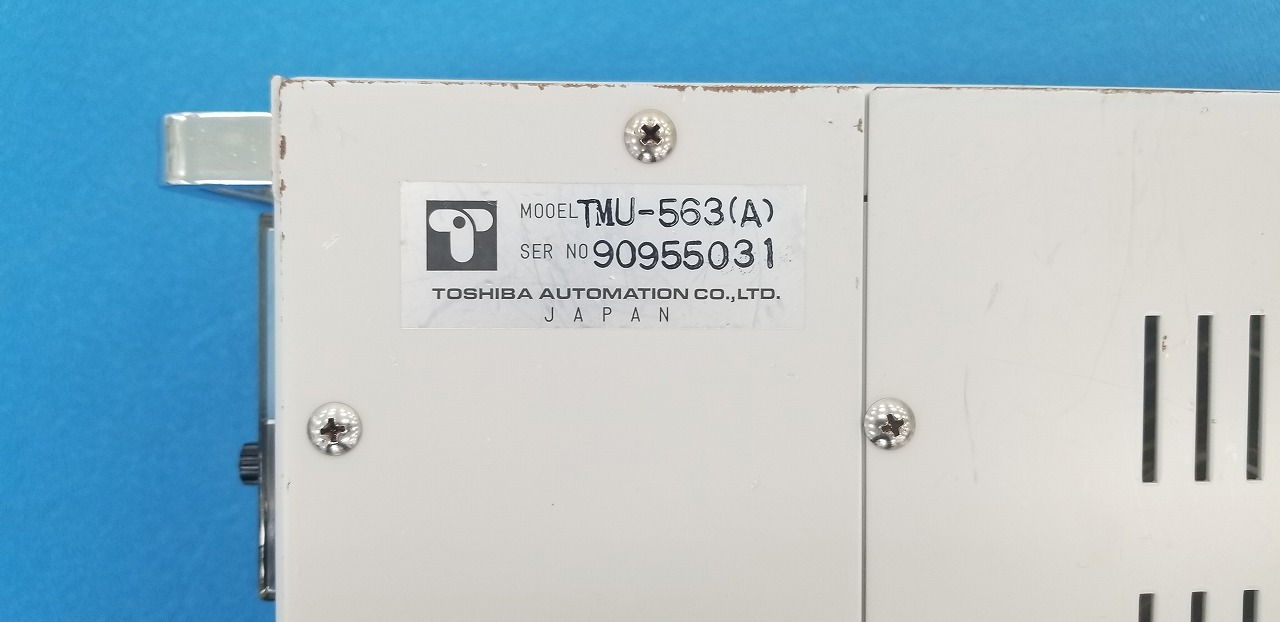 MODEL TMU-563(A)
SER NO 90955031
TOSHIBA AUTOMATION CO.,LTD.
JAPAN